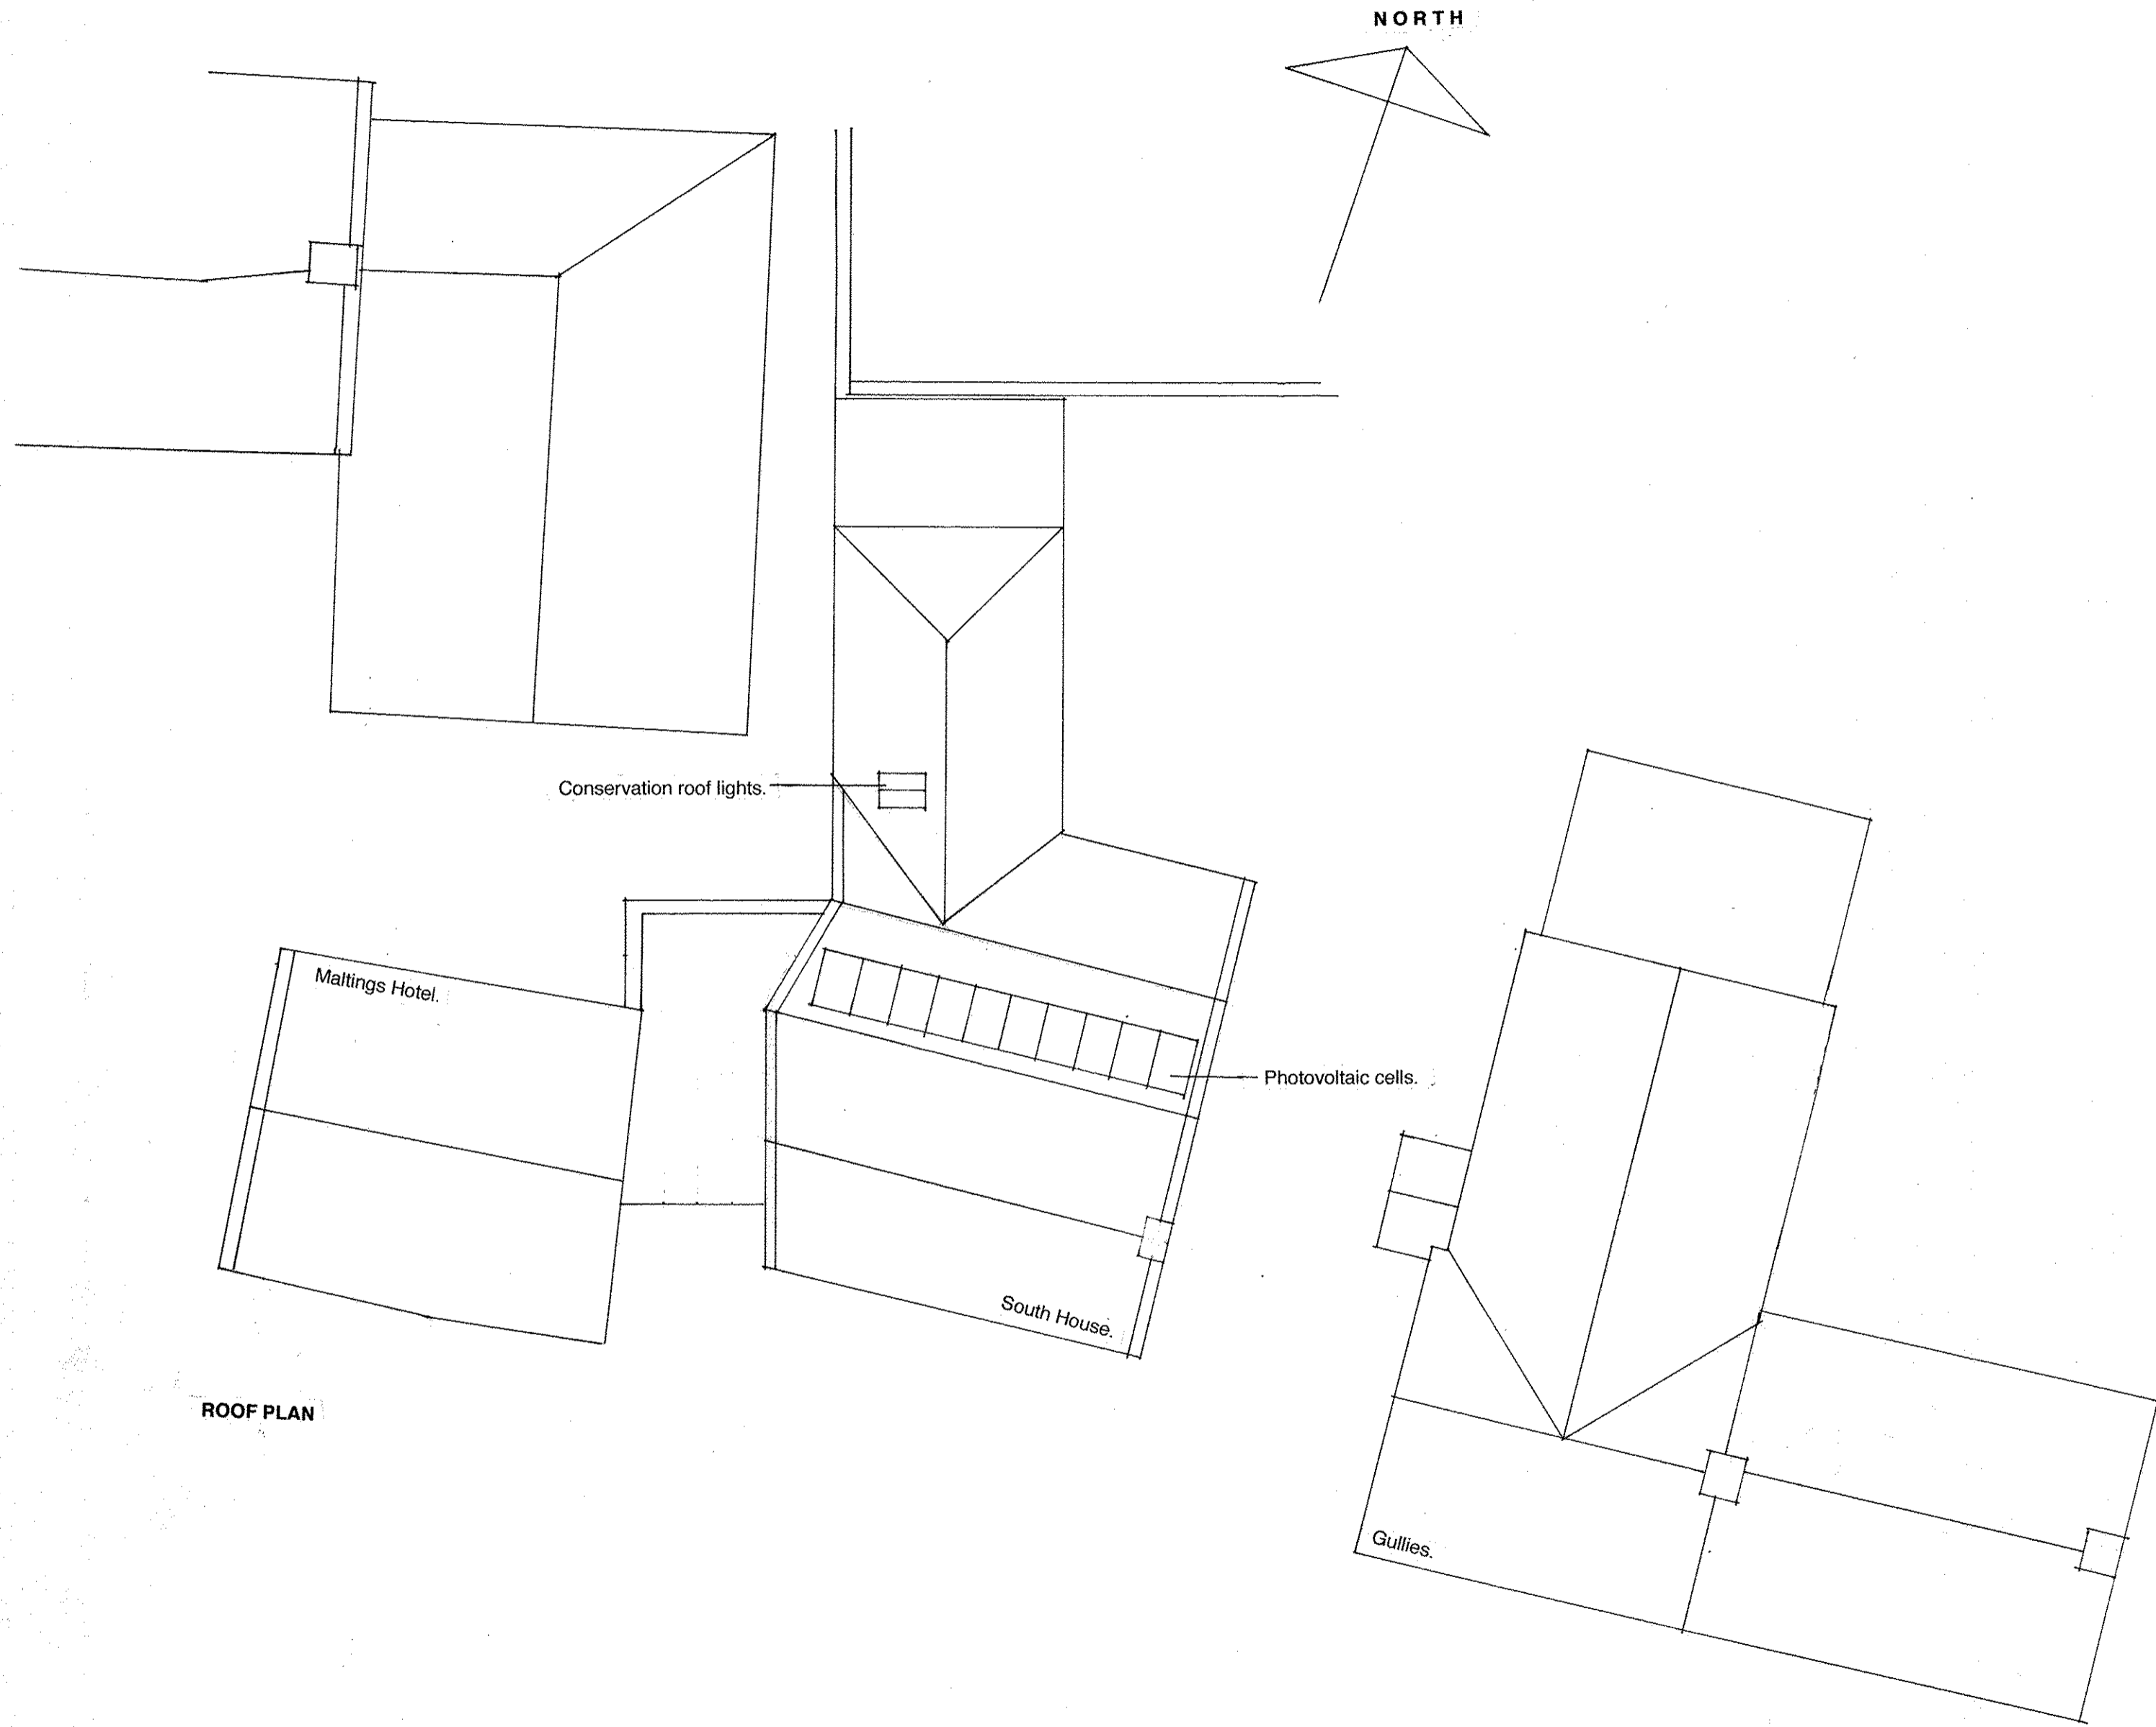 NORTH
Conservation roof lights.
Maltings Hotel.
Photovoltaic cells.
South House.
ROOF PLAN
Gullies.